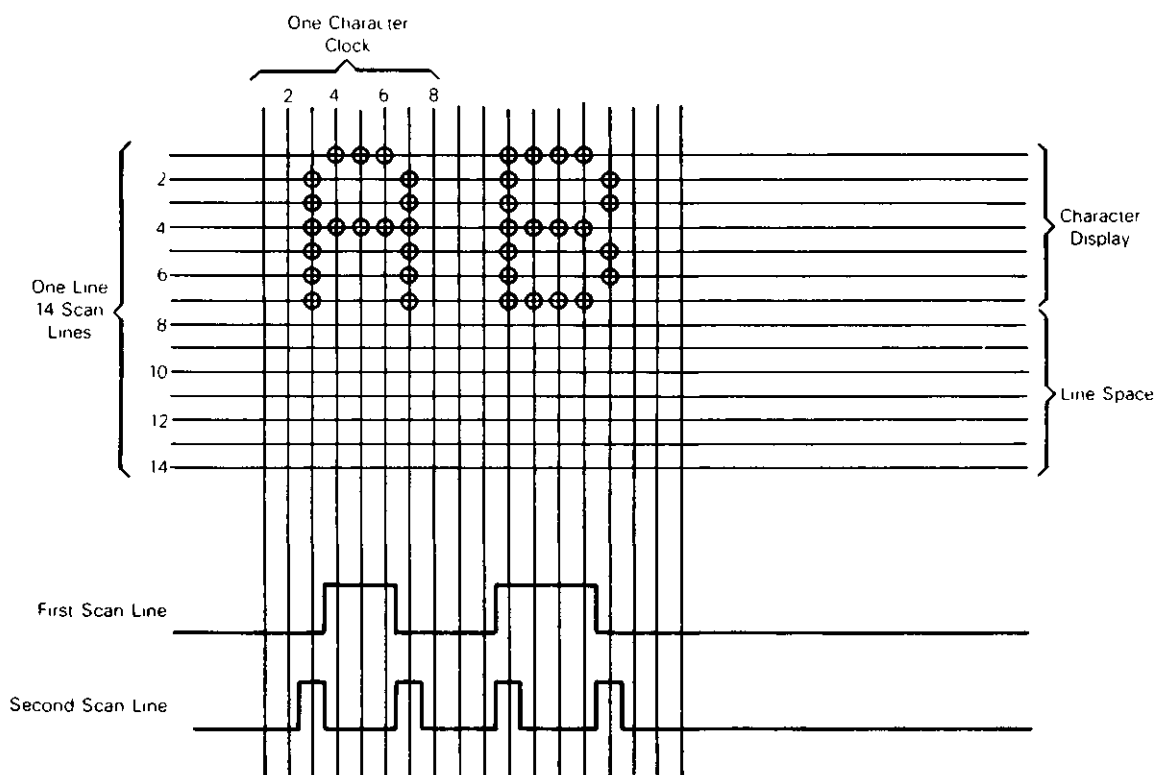 One Character
Clock
2 4 6 8
2
4
6
8
10
12
14
One Line
14 Scan
Lines
Character
Display
Line Space
First Scan Line
Second Scan Line